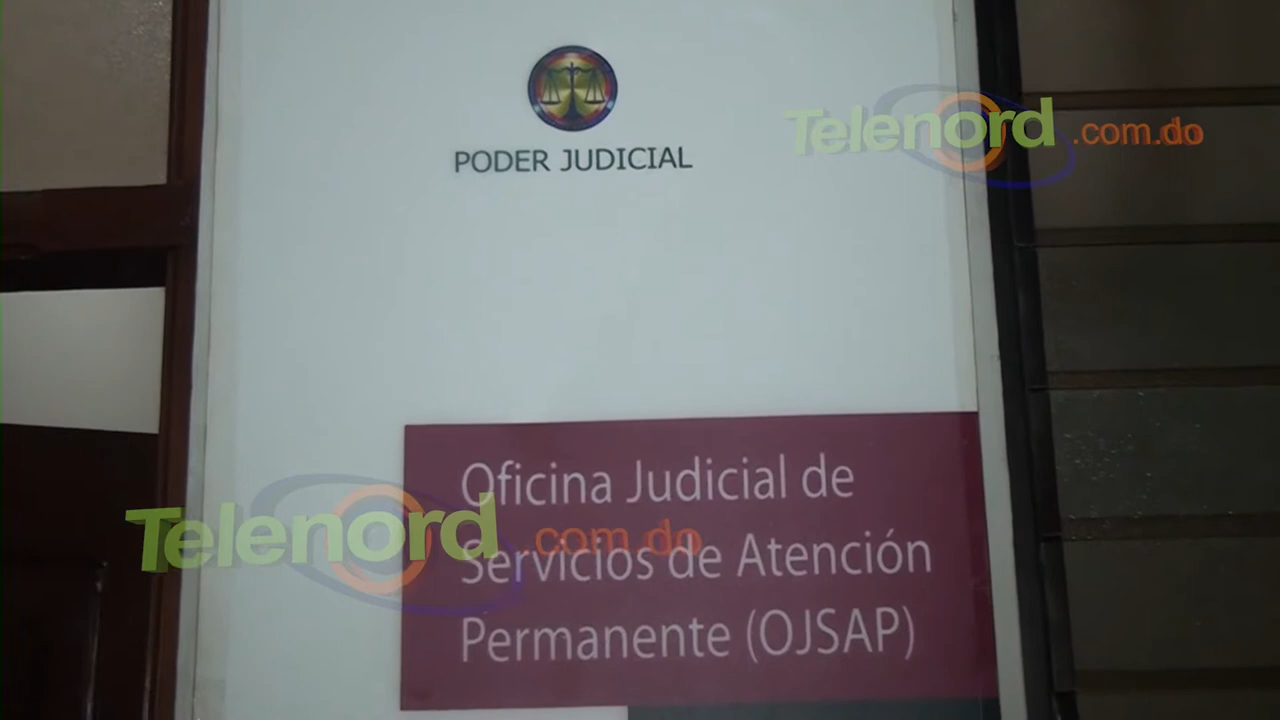 PODER JUDICIAL
Telenord.com.do
Oficina Judicial de
Servicios de Atención
Permanente (OJSAP)
Telenord.com.do